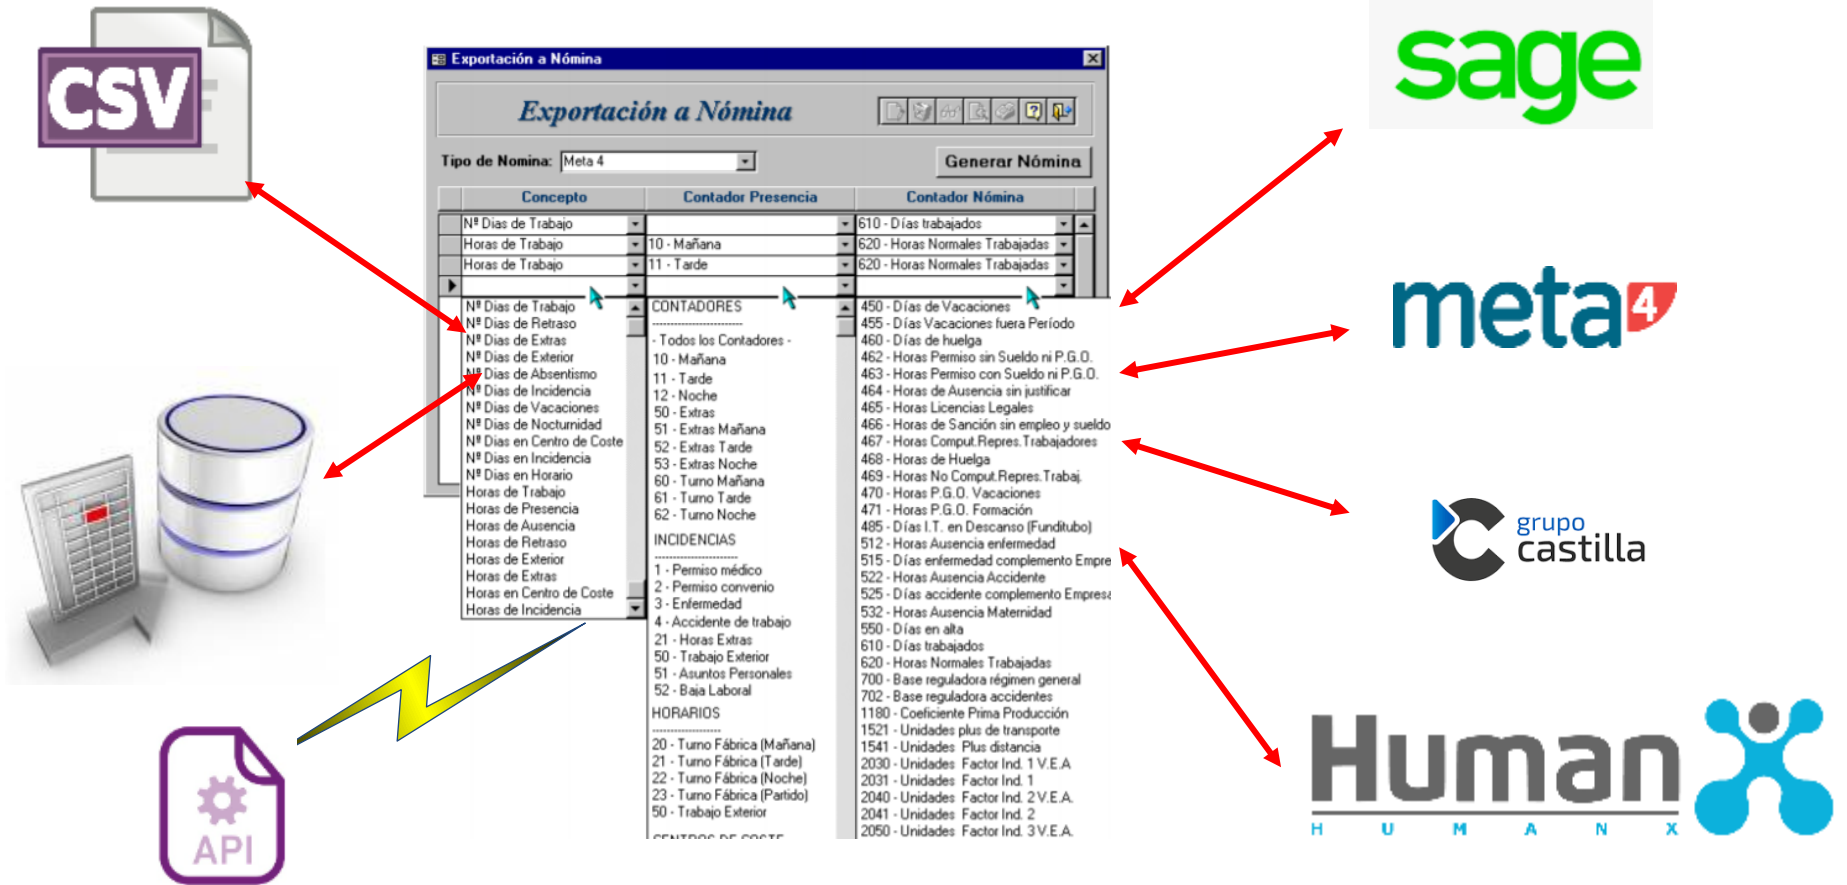 CSV
Exportación a Nómina
Exportación a Nómina
Tipo de Nomina: Meta 4
Generar Nómina
Concepto Contador Presencia Contador Nómina
Nº Dias de Trabajo 610 - Días trabajados
Horas de Trabajo 10 - Mañana 620 - Horas Normales Trabajadas
Horas de Trabajo 11 - Tarde 620 - Horas Normales Trabajadas
Nº Dias de Trabajo
Nº Dias de Retraso
Nº Dias de Extras
Nº Dias de Exterior
Nº Dias de Absentismo
Nº Dias de Incidencia
Nº Dias de Vacaciones
Nº Dias de Nocturnidad
Nº Dias en Centro de Coste
Nº Dias en Incidencia
Nº Dias en Horario
Horas de Trabajo
Horas de Presencia
Horas de Ausencia
Horas de Retraso
Horas de Exterior
Horas de Extras
Horas en Centro de Coste
Horas de Incidencia
CONTADORES
- Todos los Contadores -
10 - Mañana
11 - Tarde
12 - Noche
50 - Extras
51 - Extras Mañana
52 - Extras Tarde
53 - Extras Noche
60 - Turno Mañana
61 - Turno Tarde
62 - Turno Noche
INCIDENCIAS
1 - Permiso médico
2 - Permiso convenio
3 - Enfermedad
4 - Accidente de trabajo
21 - Horas Extras
50 - Trabajo Exterior
51 - Asuntos Personales
52 - Baja Laboral
HORARIOS
20 - Turno Fábrica (Mañana)
21 - Turno Fábrica (Tarde)
22 - Turno Fábrica (Noche)
23 - Turno Fábrica (Partido)
50 - Trabajo Exterior
CENTROS DE COSTE
450 - Días de Vacaciones
455 - Días Vacaciones fuera Período
460 - Días de huelga
462 - Horas Permiso sin Sueldo ni P.G.O.
463 - Horas Permiso con Sueldo ni P.G.O.
464 - Horas de Ausencia sin justificar
465 - Horas Licencias Legales
466 - Horas de Sanción sin empleo y sueldo
467 - Horas Comput.Repres.Trabajadores
468 - Horas de Huelga
469 - Horas No Comput.Repres.Trabaj.
470 - Horas P.G.O. Vacaciones
471 - Horas P.G.O. Formación
485 - Días I.T. en Descanso (Funditubo)
512 - Horas Ausencia enfermedad
515 - Días enfermedad complemento Empre
522 - Horas Ausencia Accidente
525 - Días accidente complemento Empresa
532 - Horas Ausencia Maternidad
550 - Días en alta
610 - Días trabajados
620 - Horas Normales Trabajadas
700 - Base reguladora régimen general
702 - Base reguladora accidentes
1180 - Coeficiente Prima Producción
1521 - Unidades plus de transporte
1541 - Unidades Plus distancia
2030 - Unidades Factor Ind. 1 V.E.A
2031 - Unidades Factor Ind. 1
2040 - Unidades Factor Ind. 2 V.E.A.
2041 - Unidades Factor Ind. 2
2050 - Unidades Factor Ind. 3 V.E.A.
API
sage
meta4
grupo
castilla
Human
HUMANX